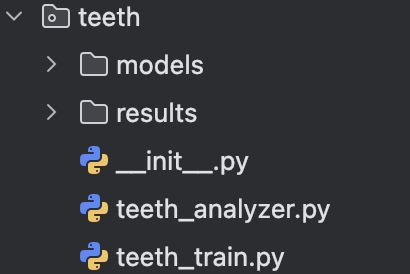 teeth
models
results
__init__.py
teeth_analyzer.py
teeth_train.py